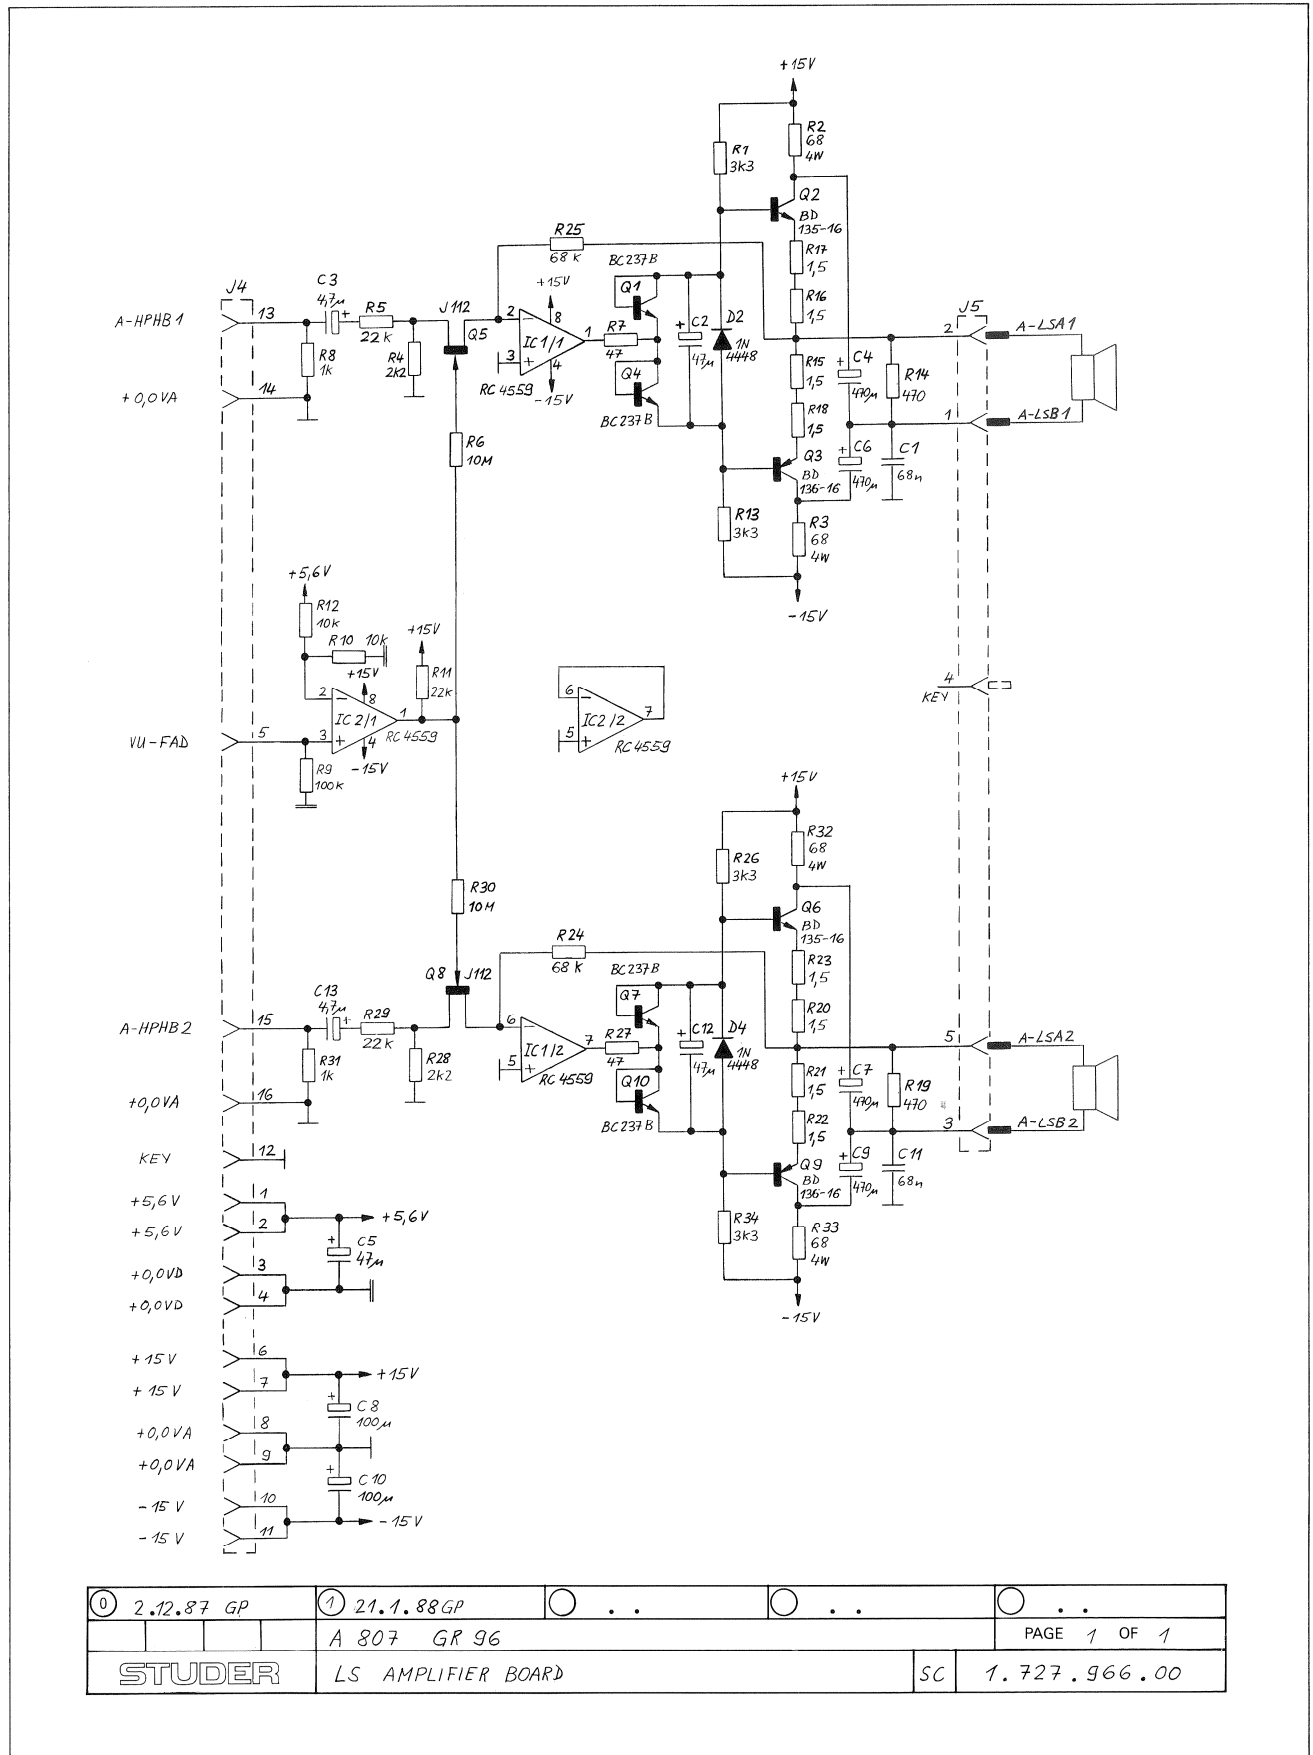 +15V
R2
68
4W
R1
3K3
Q2
BD
135-16
R25
68 K
BC237B
R17
1,5
J4
C3
4,7µ
+15V
Q1
R16
1,5
J5
A-HPHB1
13
R5
22 K
J112
Q5
2
8
IC1/1
1
R7
47
C2
47µ
D2
1N
4448
2
A-LSA1
R8
1K
R4
2K2
3
4
RC 4559
-15V
Q4
R15
1,5
C4
470µ
R14
470
+0,0VA
14
BC237B
R18
1,5
1
A-LSB1
R6
10M
Q3
BD
136-16
C6
470µ
C1
68n
R13
3K3
R3
68
4W
-15V
+5,6V
R12
10K
R10 10K
+15V
+15V
R11
22K
2
8
IC 2/1
1
6
IC2/2
7
4
KEY
VU-FAD
5
3
4
RC 4559
5
RC 4559
R9
100K
-15V
+15V
R32
68
4W
R26
3K3
R30
10M
Q6
BD
135-16
R24
68 K
R23
1,5
Q8
J112
BC237B
C13
4,7µ
Q7
R20
1,5
A-HPHB2
15
R29
22 K
6
IC1/2
7
R27
47
C12
47µ
D4
1N
4448
5
A-LSA2
R31
1K
R28
2K2
5
RC 4559
Q10
R21
1,5
C7
470µ
R19
470
+0,0VA
16
BC237B
R22
1,5
3
A-LSB2
KEY
12
Q9
BD
136-16
C9
470µ
C11
68n
+5,6V
1
+5,6V
+5,6V
2
R34
3K3
R33
68
4W
C5
47µ
+0,0VD
3
+0,0VD
4
-15V
+15V
6
+15V
+15V
7
C8
100µ
+0,0VA
8
+0,0VA
9
C10
100µ
-15V
10
-15V
-15V
11
0 2.12.87 GP
1 21.1.88GP
. .
. .
. .
A 807 GR 96
PAGE 1 OF 1
STUDER
LS AMPLIFIER BOARD
SC
1.727.966.00